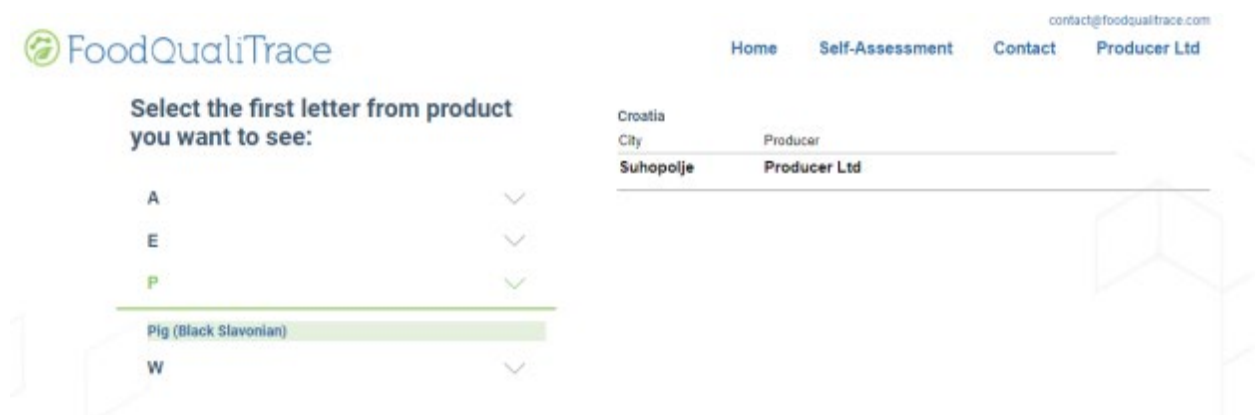 contact@foodqualitrace.com
FoodQualiTrace
Home Self-Assessment Contact Producer Ltd
Select the first letter from product
you want to see:
A
E
P
Pig (Black Slavonian)
W
Croatia
City Producer
Suhopolje Producer Ltd